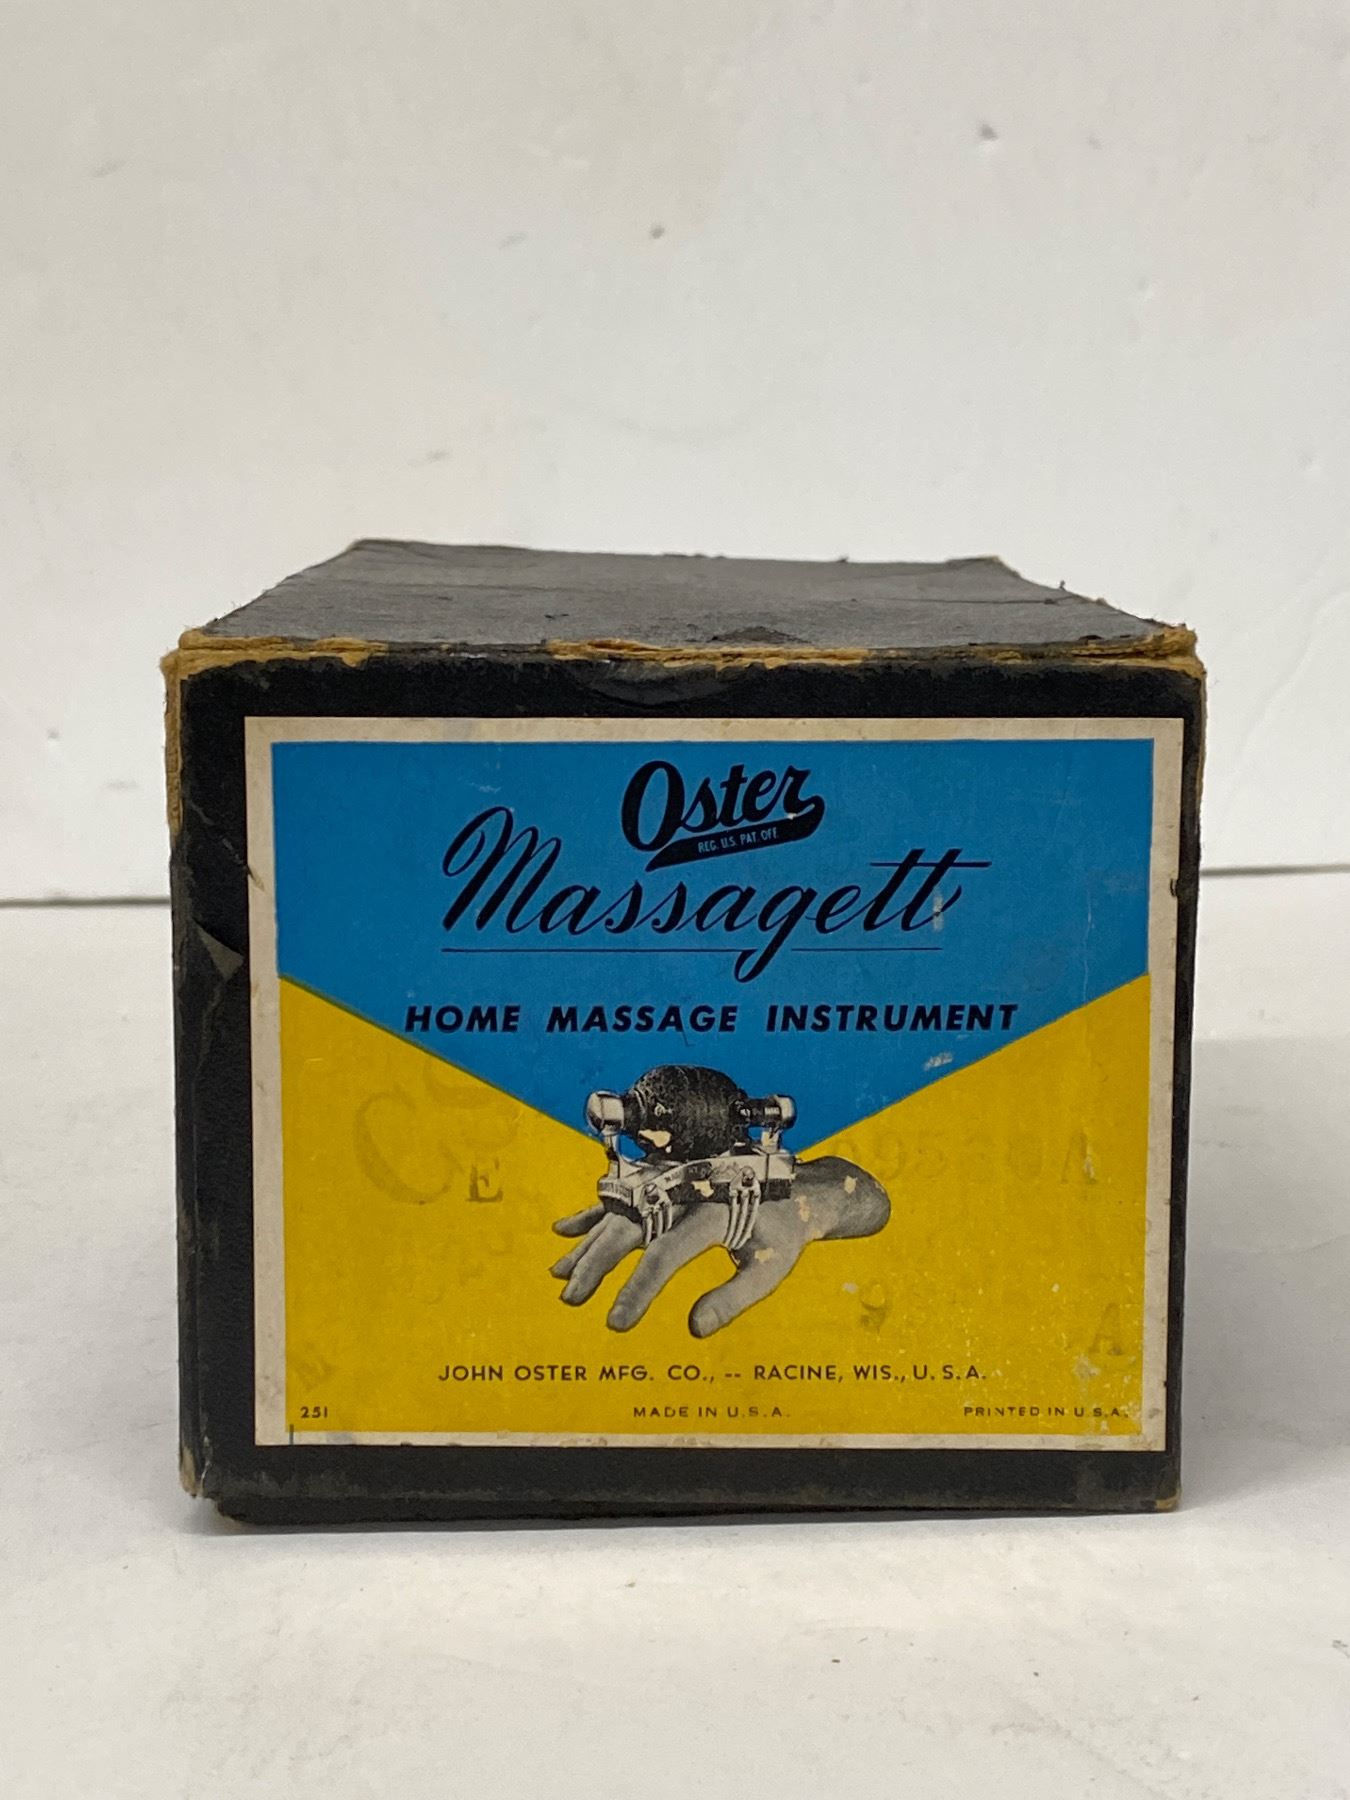 Oster
REG. U.S. PAT. OFF.
Massagett
HOME MASSAGE INSTRUMENT
E
A
9
A
JOHN OSTER MFG. CO., -- RACINE, WIS., U.S.A.
251 MADE IN U.S.A. PRINTED IN U.S.A.